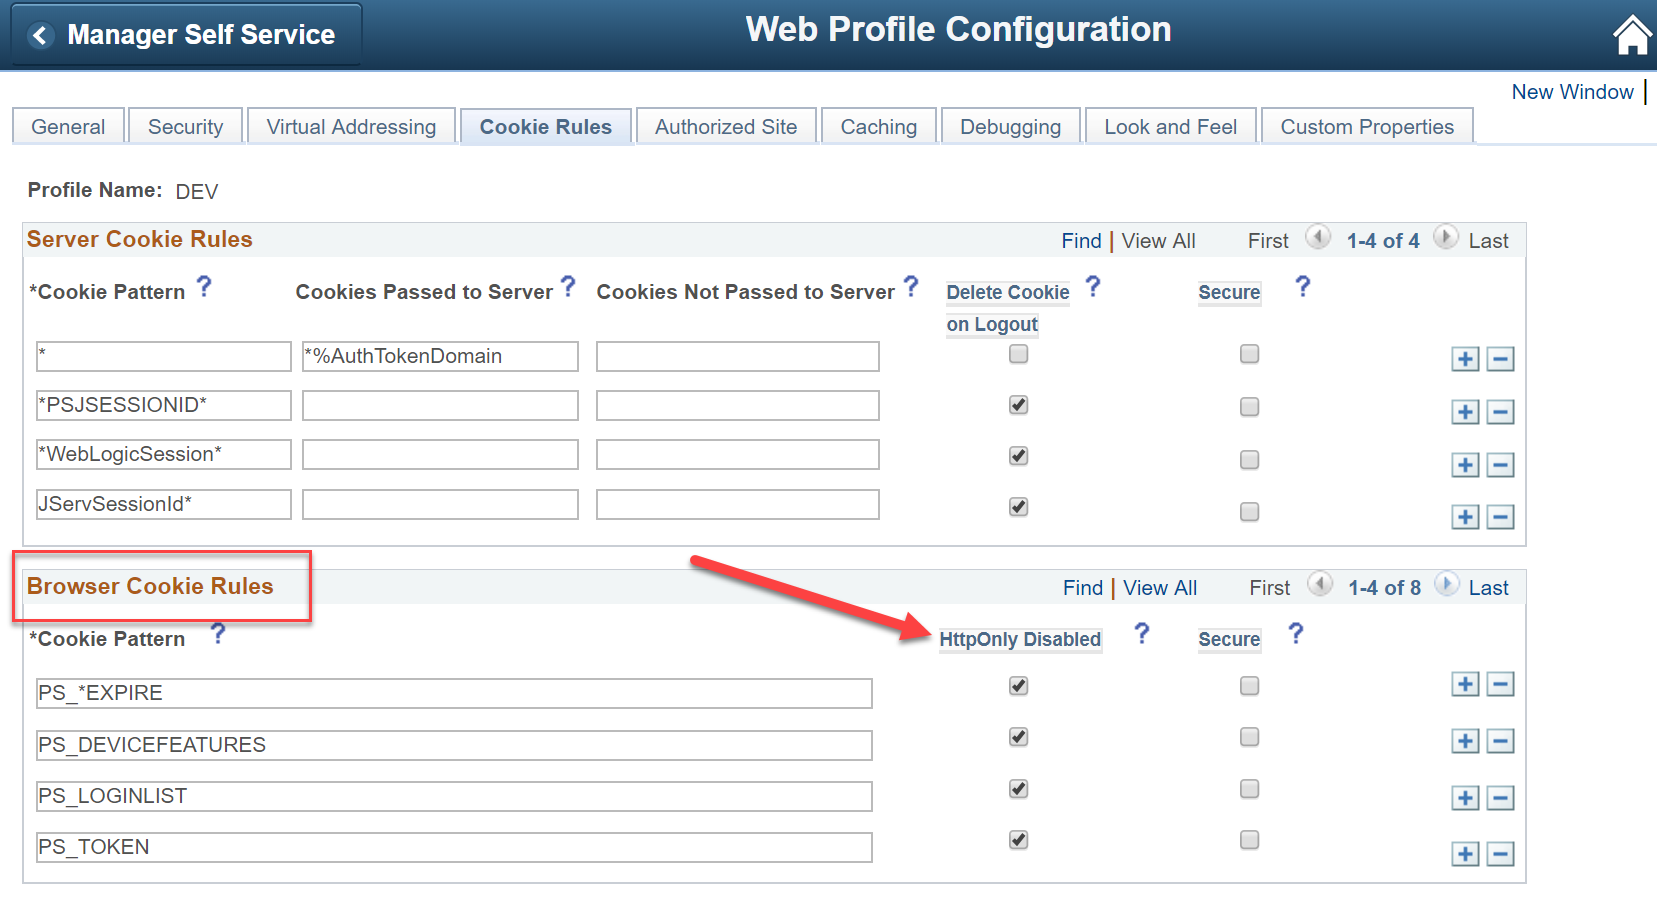 Manager Self Service
Web Profile Configuration
New Window |
General Security Virtual Addressing Cookie Rules Authorized Site Caching Debugging Look and Feel Custom Properties
Profile Name: DEV
Server Cookie Rules Find | View All First 1-4 of 4 Last
*Cookie Pattern ? Cookies Passed to Server ? Cookies Not Passed to Server ? Delete Cookie ? Secure ?
on Logout
* *%AuthTokenDomain
*PSJSESSIONID*
*WebLogicSession*
JServSessionId*
Browser Cookie Rules Find | View All First 1-4 of 8 Last
*Cookie Pattern ? HttpOnly Disabled ? Secure ?
PS_*EXPIRE
PS_DEVICEFEATURES
PS_LOGINLIST
PS_TOKEN